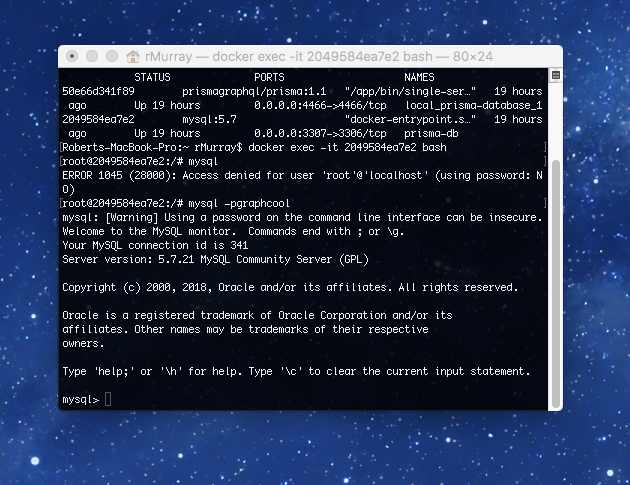 rMurray — docker exec -it 2049584ea7e2 bash — 80×24
STATUS PORTS NAMES
50e66d341f89 prismagraphql/prisma:1.1 "/app/bin/single-ser…" 19 hours
ago Up 19 hours 0.0.0.0:4466->4466/tcp local_prisma-database_1
2049584ea7e2 mysql:5.7 "docker-entrypoint.s…" 19 hours
ago Up 19 hours 0.0.0.0:3307->3306/tcp prisma-db
[Roberts-MacBook-Pro:~ rMurray$ docker exec -it 2049584ea7e2 bash ]
[root@2049584ea7e2:/# mysql ]
ERROR 1045 (28000): Access denied for user 'root'@'localhost' (using password: N
O)
[root@2049584ea7e2:/# mysql -pgraphcool ]
mysql: [Warning] Using a password on the command line interface can be insecure.
Welcome to the MySQL monitor.  Commands end with ; or \g.
Your MySQL connection id is 341
Server version: 5.7.21 MySQL Community Server (GPL)
Copyright (c) 2000, 2018, Oracle and/or its affiliates. All rights reserved.
Oracle is a registered trademark of Oracle Corporation and/or its
affiliates. Other names may be trademarks of their respective
owners.
Type 'help;' or '\h' for help. Type '\c' to clear the current input statement.
mysql>